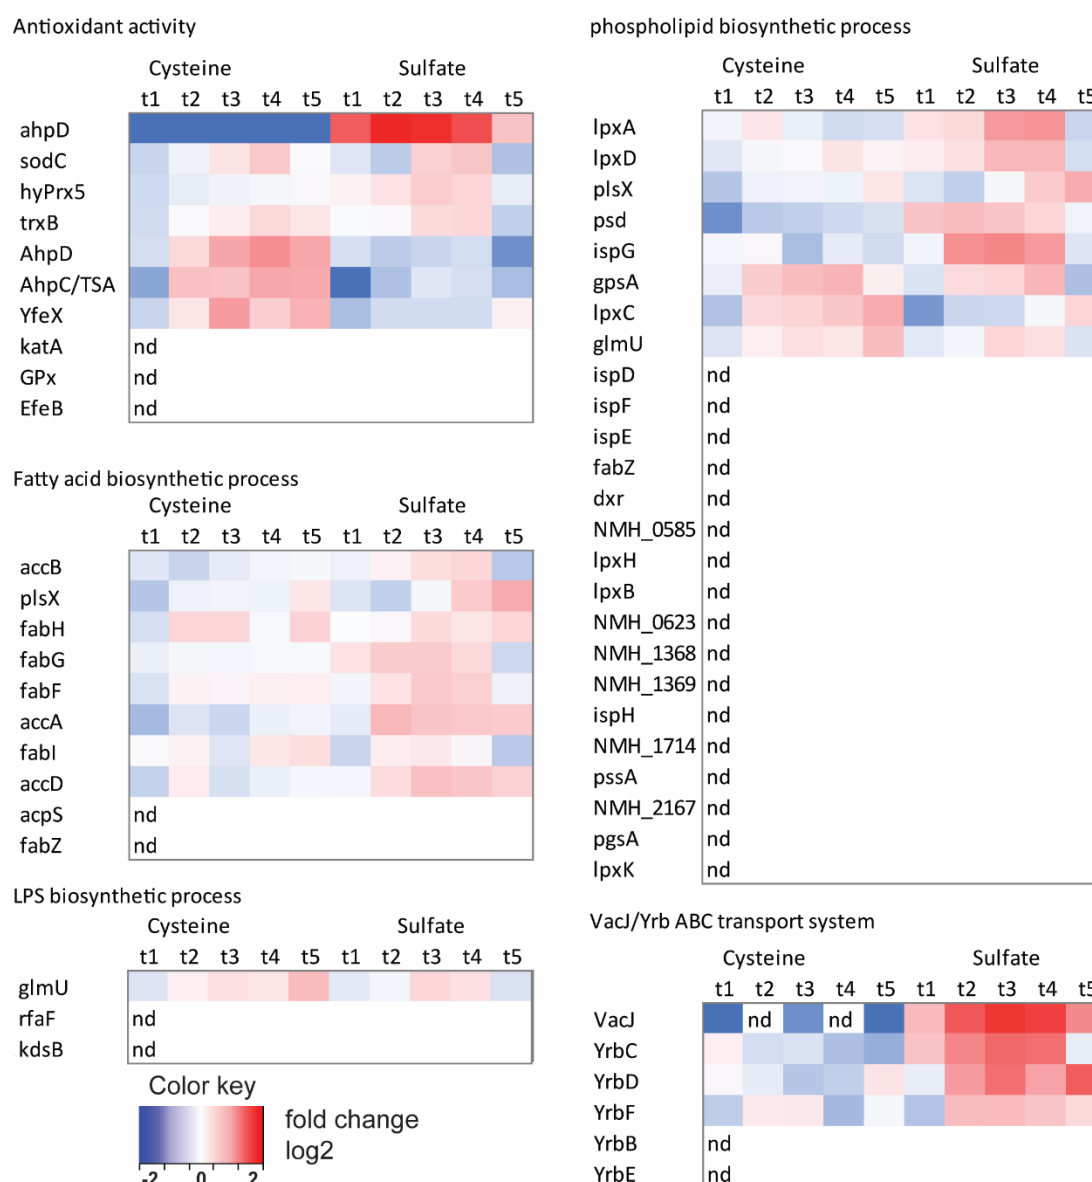 Antioxidant activity
Cysteine Sulfate
t1 t2 t3 t4 t5 t1 t2 t3 t4 t5
ahpD
sodC
hyPrx5
trxB
AhpD
AhpC/TSA
YfeX
katA nd
GPx nd
EfeB nd
Fatty acid biosynthetic process
Cysteine Sulfate
t1 t2 t3 t4 t5 t1 t2 t3 t4 t5
accB
plsX
fabH
fabG
fabF
accA
fabI
accD
acpS nd
fabZ nd
LPS biosynthetic process
Cysteine Sulfate
t1 t2 t3 t4 t5 t1 t2 t3 t4 t5
glmU
rfaF nd
kdsB nd
Color key
fold change
log2
-2 0 2
phospholipid biosynthetic process
Cysteine Sulfate
t1 t2 t3 t4 t5 t1 t2 t3 t4 t5
lpxA
lpxD
plsX
psd
ispG
gpsA
lpxC
glmU
ispD nd
ispF nd
ispE nd
fabZ nd
dxr nd
NMH_0585 nd
lpxH nd
lpxB nd
NMH_0623 nd
NMH_1368 nd
NMH_1369 nd
ispH nd
NMH_1714 nd
pssA nd
NMH_2167 nd
pgsA nd
lpxK nd
VacJ/Yrb ABC transport system
Cysteine Sulfate
t1 t2 t3 t4 t5 t1 t2 t3 t4 t5
VacJ nd nd
YrbC
YrbD
YrbF
YrbB nd
YrbE nd